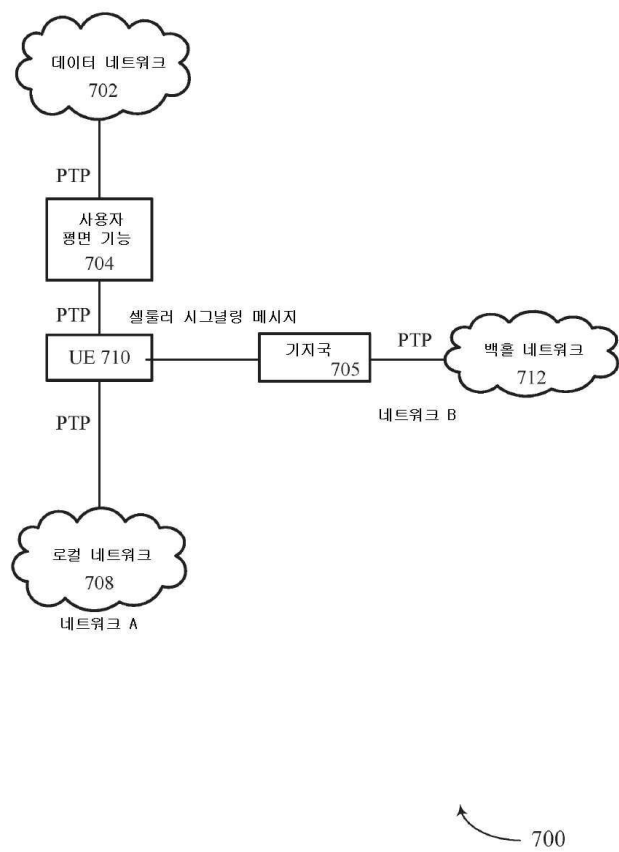 데이터 네트워크
702
PTP
사용자
평면 기능
704
PTP
셀룰러 시그널링 메시지
UE 710
기지국
705
PTP
백홀 네트워크
712
네트워크 B
PTP
로컬 네트워크
708
네트워크 A
700